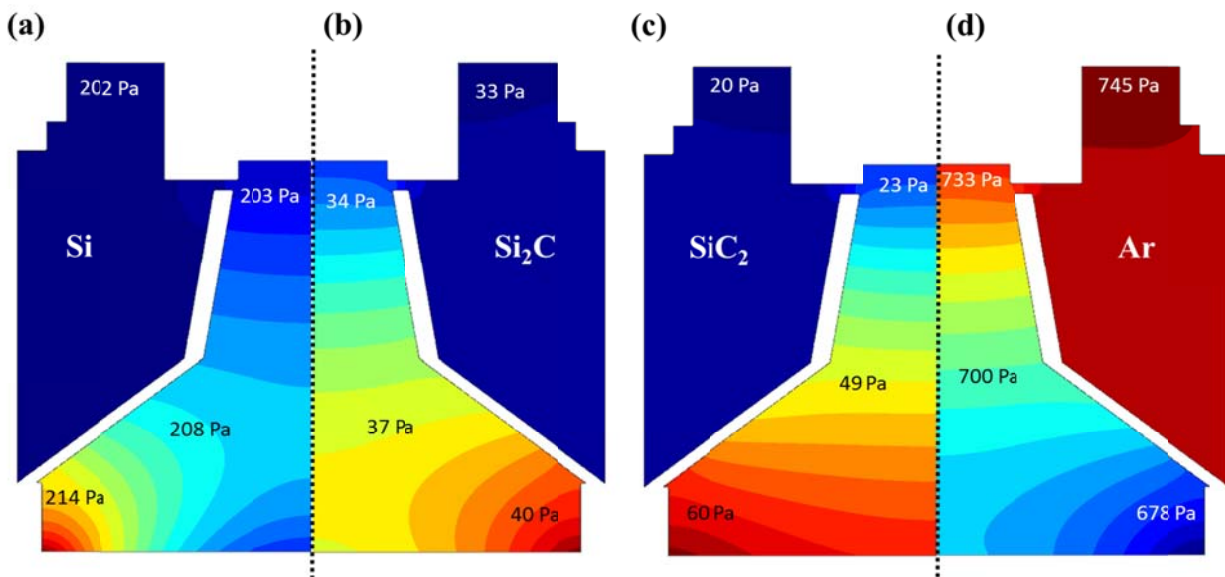 (a)
(b)
(c)
(d)
202 Pa
33 Pa
20 Pa
745 Pa
203 Pa
34 Pa
23 Pa
733 Pa
Si
Si₂C
SiC₂
Ar
208 Pa
37 Pa
49 Pa
700 Pa
214 Pa
40 Pa
60 Pa
678 Pa